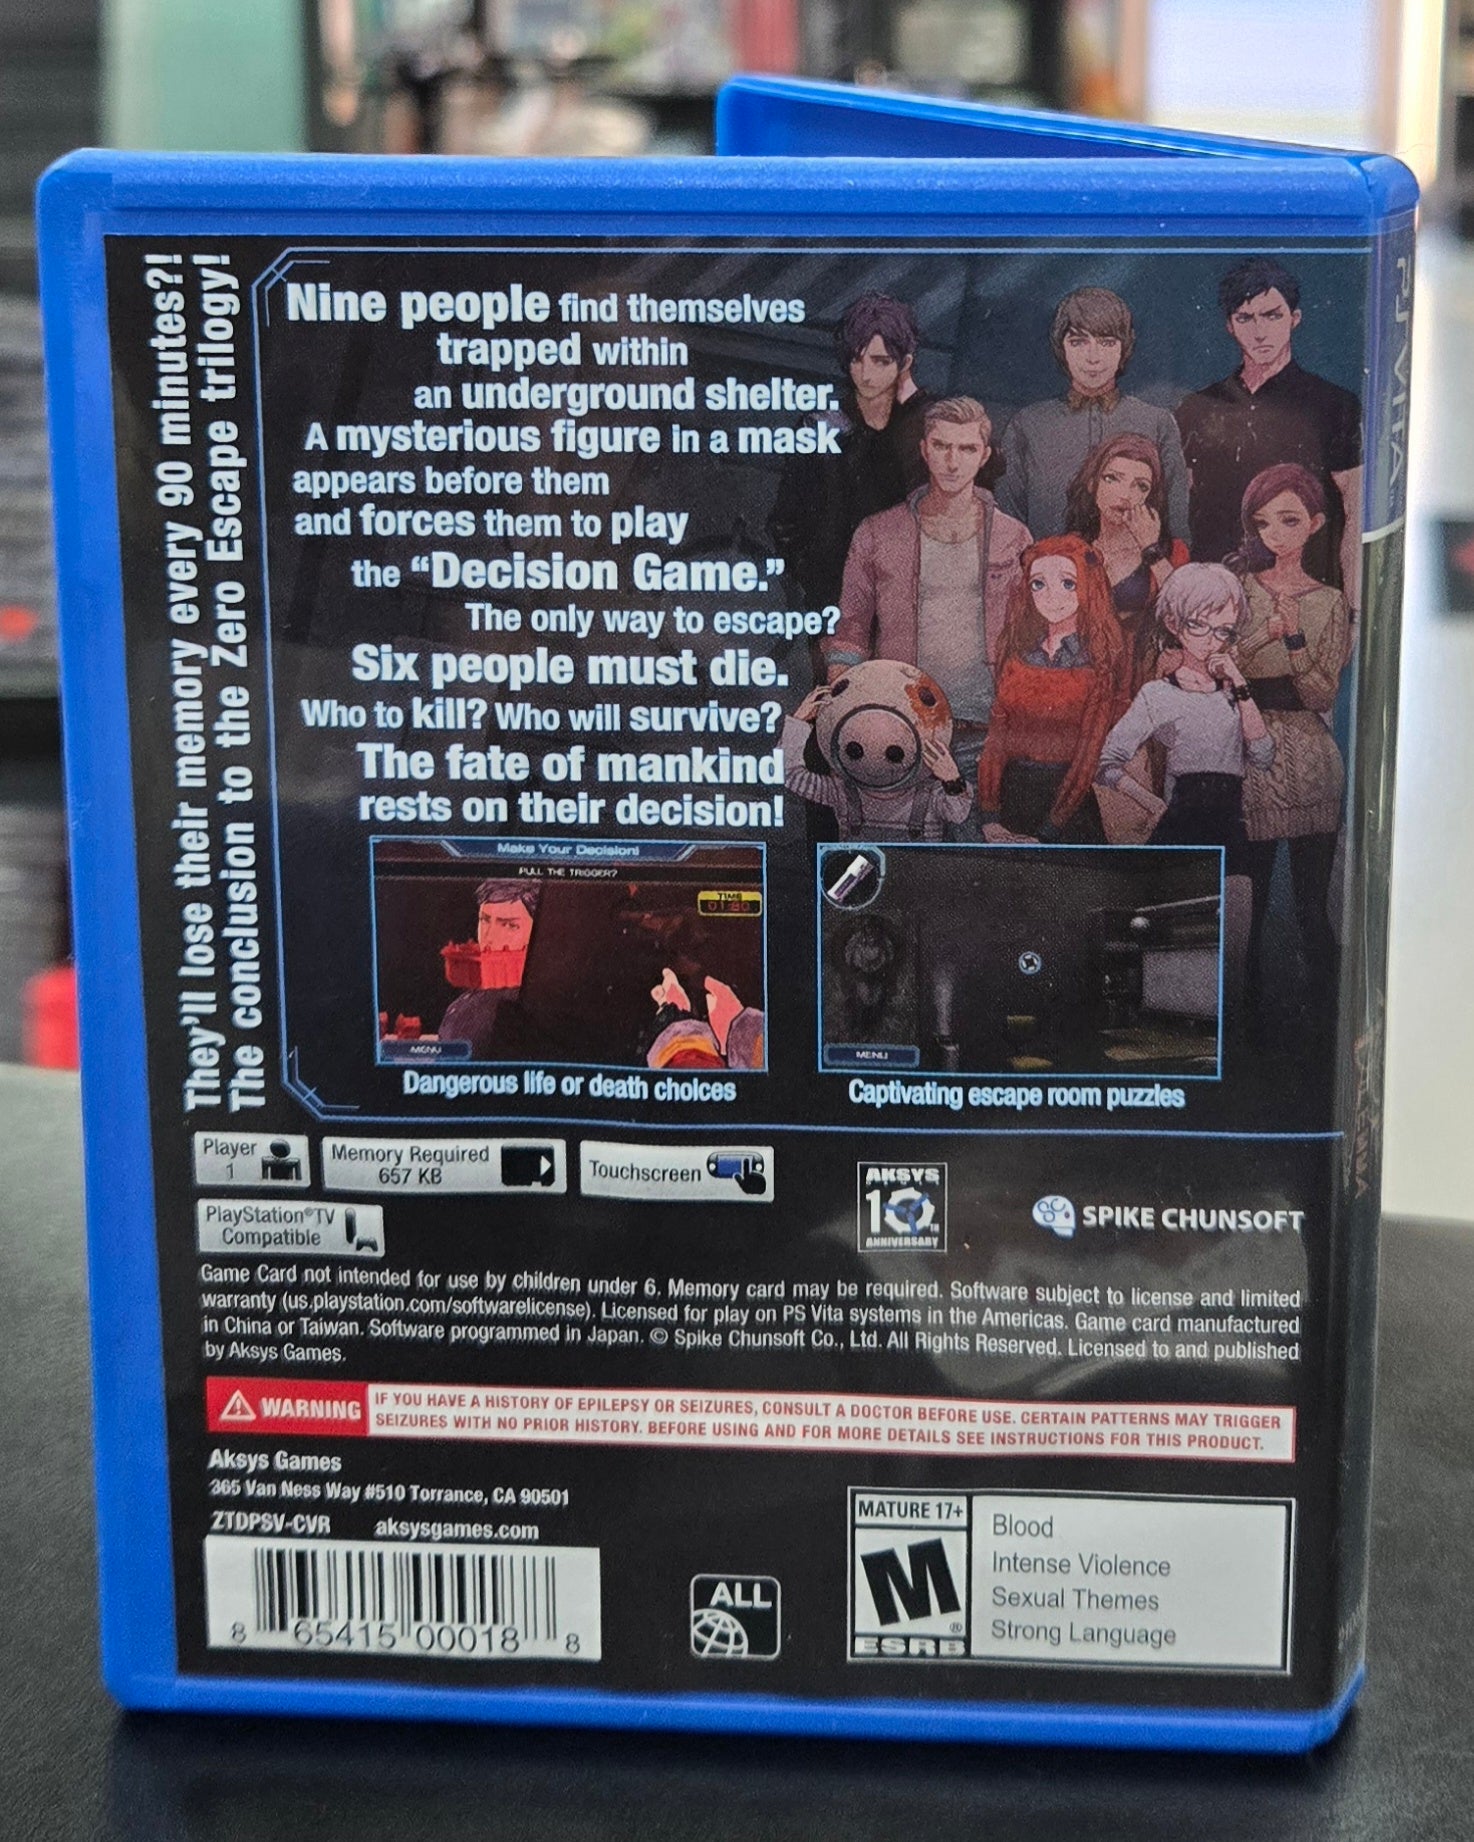 They'll lose their memory every 90 minutes?!
The conclusion to the Zero Escape trilogy!
Nine people find themselves
trapped within
an underground shelter.
A mysterious figure in a mask
appears before them
and forces them to play
the “Decision Game.”
The only way to escape?
Six people must die.
Who to kill? Who will survive?
The fate of mankind
rests on their decision!
Make Your Decision!
PULL THE TRIGGER?
TIME
MENU
Dangerous life or death choices
MENU
Captivating escape room puzzles
Player
1
Memory Required
657 KB
Touchscreen
PlayStation®TV
Compatible
AKSYS
10TH
ANNIVERSARY
SPIKE CHUNSOFT
Game Card not intended for use by children under 6. Memory card may be required. Software subject to license and limited
warranty (us.playstation.com/softwarelicense). Licensed for play on PS Vita systems in the Americas. Game card manufactured
in China or Taiwan. Software programmed in Japan. © Spike Chunsoft Co., Ltd. All Rights Reserved. Licensed to and published
by Aksys Games.
WARNING
IF YOU HAVE A HISTORY OF EPILEPSY OR SEIZURES, CONSULT A DOCTOR BEFORE USE. CERTAIN PATTERNS MAY TRIGGER
SEIZURES WITH NO PRIOR HISTORY. BEFORE USING AND FOR MORE DETAILS SEE INSTRUCTIONS FOR THIS PRODUCT.
Aksys Games
365 Van Ness Way #510 Torrance, CA 90501
ZTDPSV-CVR aksysgames.com
8 65415 00018 8
ALL
MATURE 17+
M
ESRB
Blood
Intense Violence
Sexual Themes
Strong Language
PSVITA